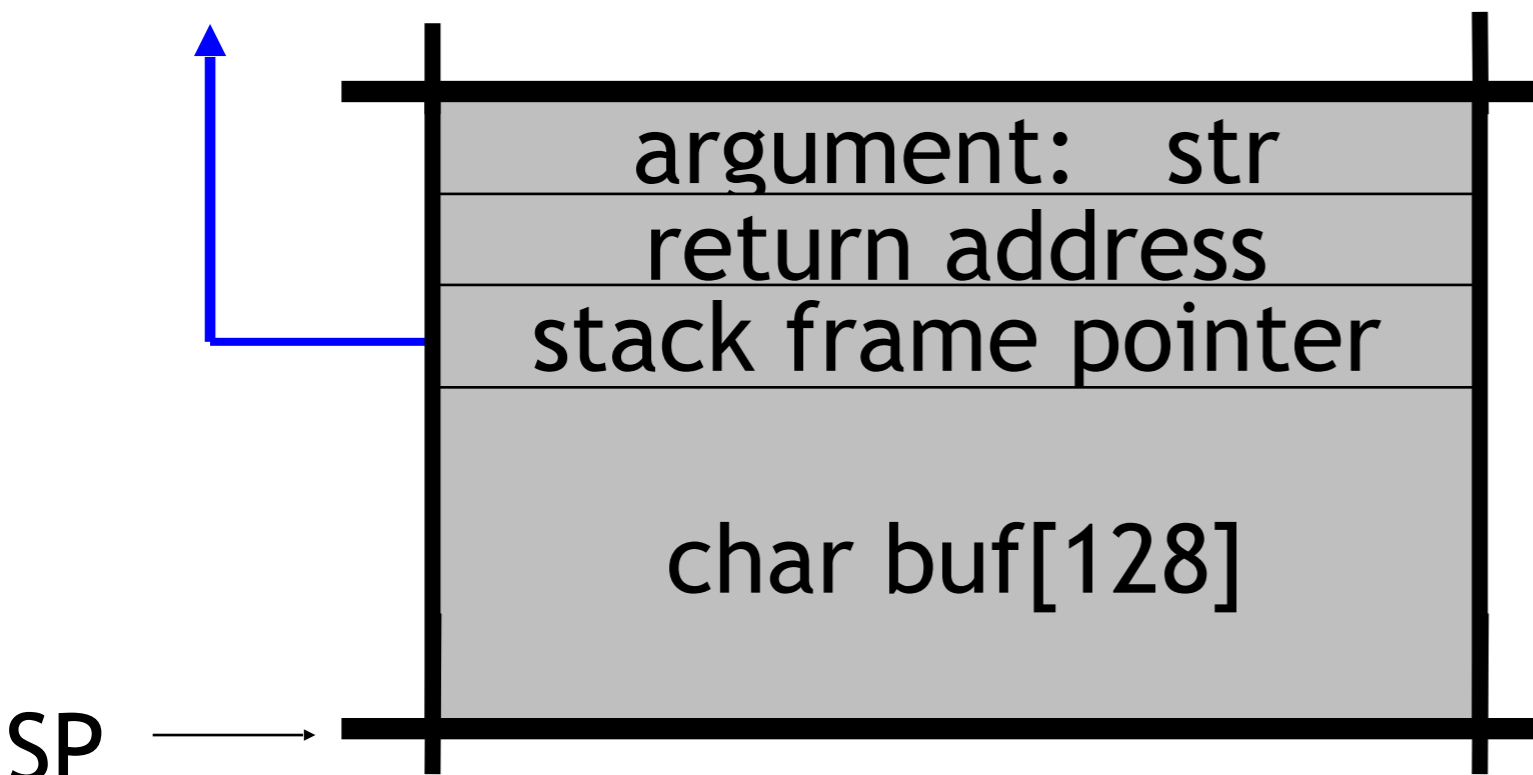 argument: str
return address
stack frame pointer
char buf[128]
SP